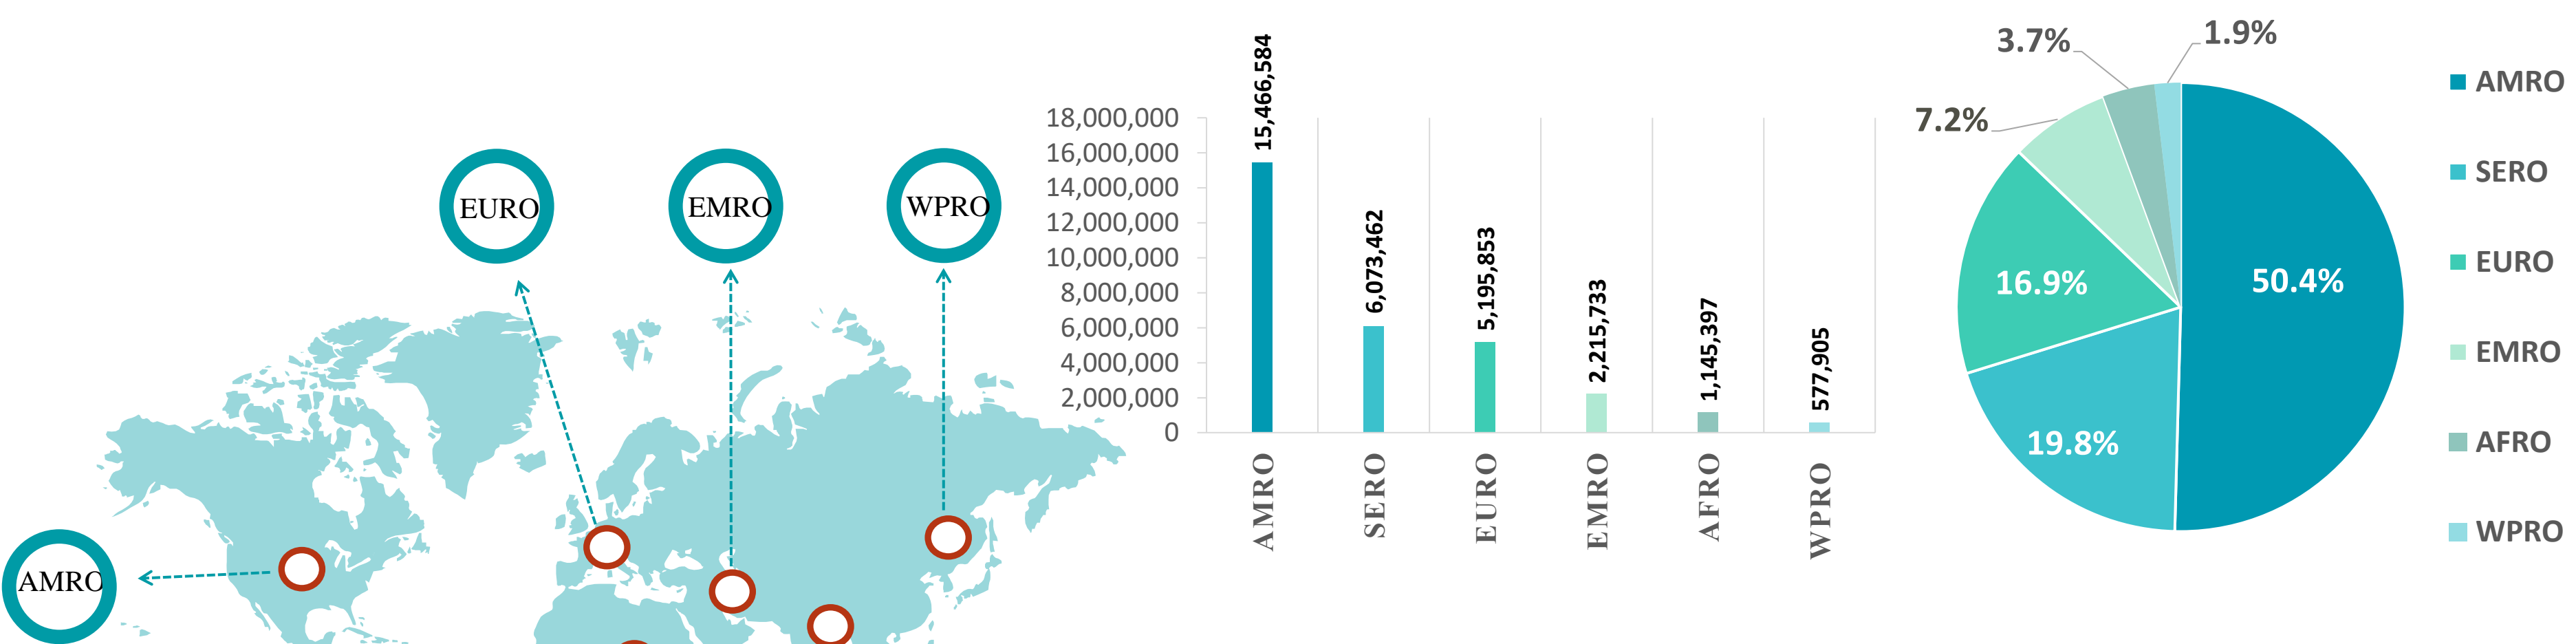 EURO
EMRO
WPRO
AMRO
18,000,000
16,000,000
14,000,000
12,000,000
10,000,000
8,000,000
6,000,000
4,000,000
2,000,000
0
15,466,584
6,073,462
5,195,853
2,215,733
1,145,397
577,905
AMRO
SERO
EURO
EMRO
AFRO
WPRO
3.7%
1.9%
7.2%
16.9%
50.4%
19.8%
AMRO
SERO
EURO
EMRO
AFRO
WPRO